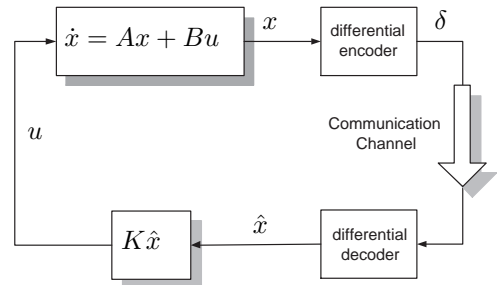 ẋ = Ax + Bu
x
differential
encoder
δ
Communication
Channel
u
Kx̂
x̂
differential
decoder